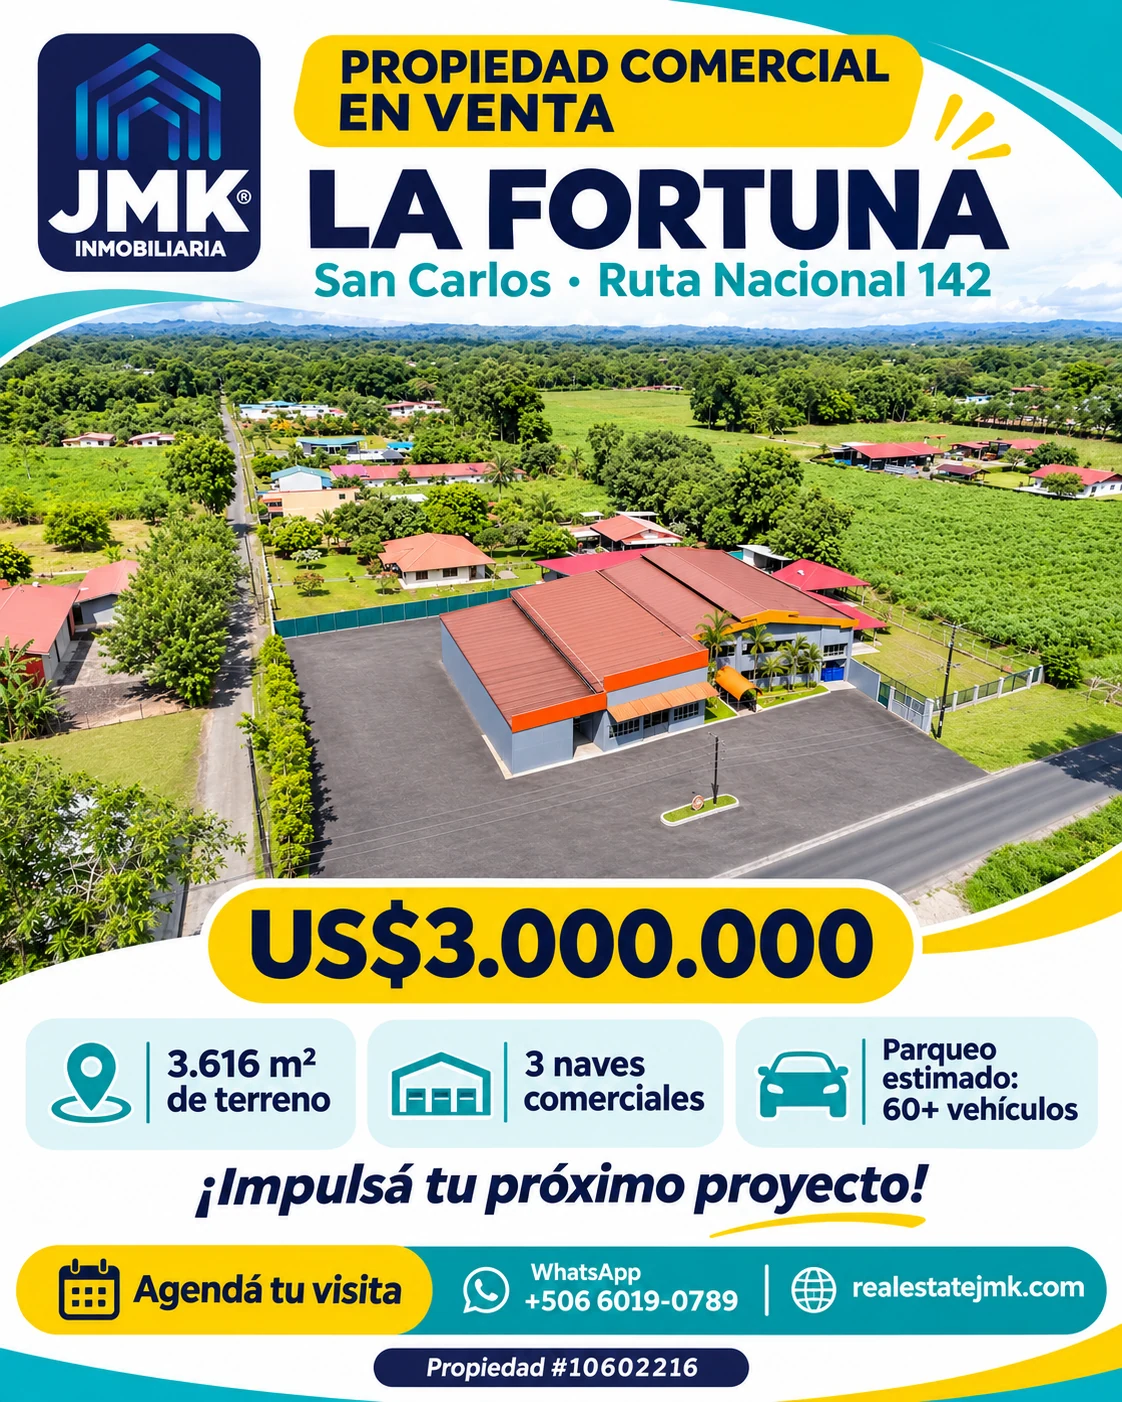 JMK®
INMOBILIARIA
PROPIEDAD COMERCIAL
EN VENTA
LA FORTUNA
San Carlos • Ruta Nacional 142
US$3.000.000
3.616 m²
de terreno
3 naves
comerciales
Parqueo
estimado:
60+ vehículos
¡Impulsá tu próximo proyecto!
Agendá tu visita
WhatsApp
+506 6019-0789
realestatejmk.com
Propiedad #10602216